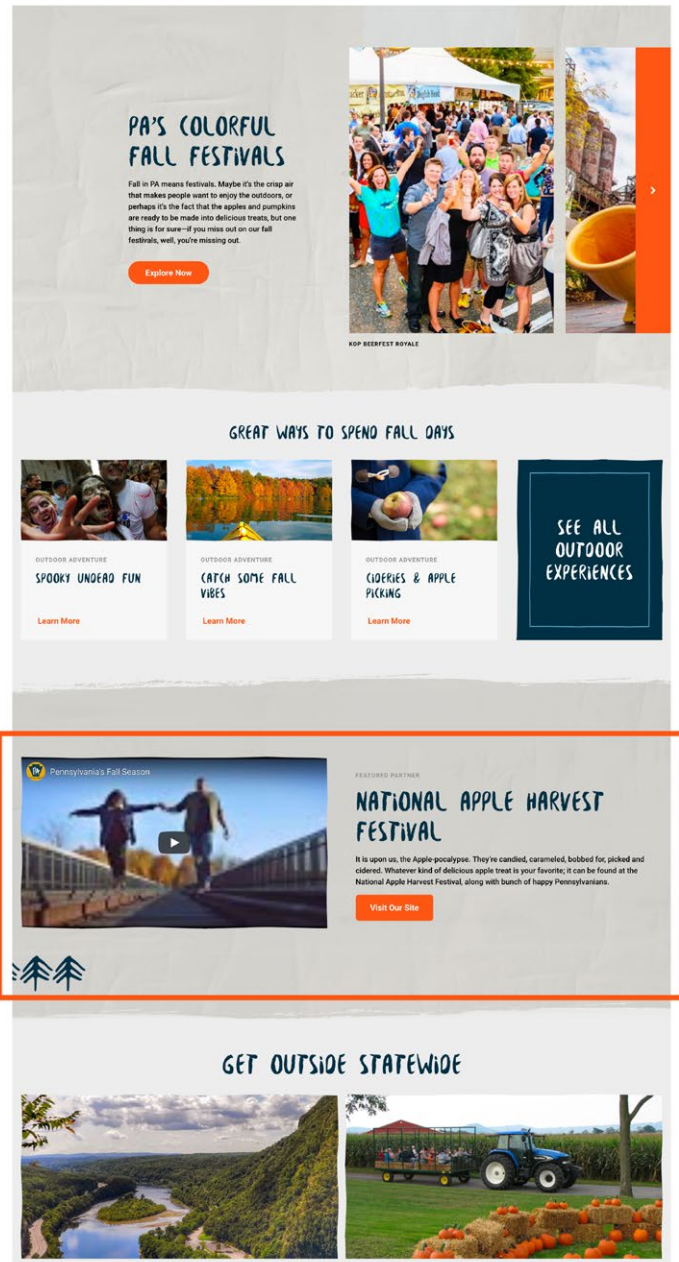 PA'S COLORFUL
FALL FESTIVALS
Fall in PA means festivals. Maybe it's the crisp air
that makes people want to enjoy the outdoors, or
perhaps it's the fact that the apples and pumpkins
are ready to be made into delicious treats, but one
thing is for sure—if you miss out on our fall
festivals, well, you're missing out.
Explore Now
KOP BEERFEST ROYALE
GREAT WAYS TO SPEND FALL DAYS
OUTDOOR ADVENTURE
SPOOKY UNDEAD FUN
Learn More
OUTDOOR ADVENTURE
CATCH SOME FALL
VIBES
Learn More
OUTDOOR ADVENTURE
CIDERIES & APPLE
PICKING
Learn More
SEE ALL
OUTDOOR
EXPERIENCES
PA
Pennsylvania's Fall Season
FEATURED PARTNER
NATIONAL APPLE HARVEST
FESTIVAL
It is upon us, the Apple-pocalypse. They're candied, carameled, bobbed for, picked and
cidered. Whatever kind of delicious apple treat is your favorite; it can be found at the
National Apple Harvest Festival, along with bunch of happy Pennsylvanians.
Visit Our Site
GET OUTSIDE STATEWIDE